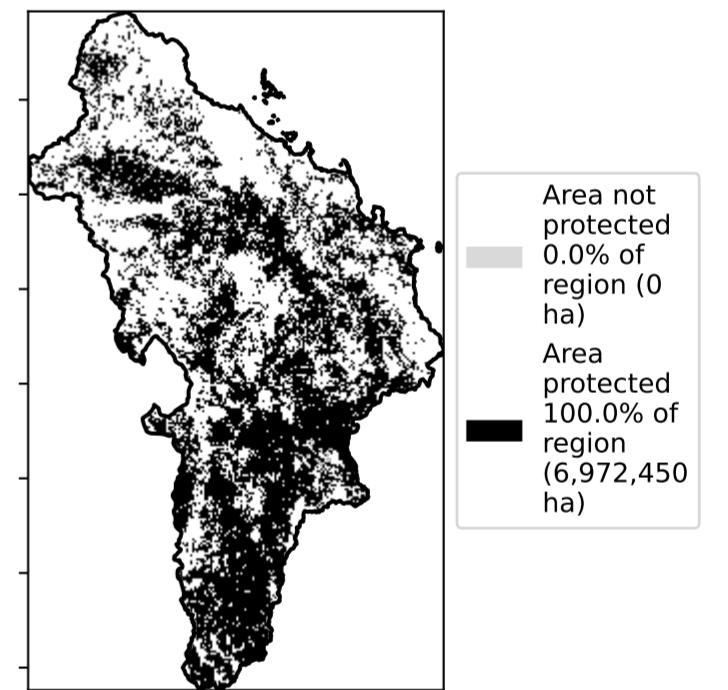 Area not
protected
0.0% of
region (0
ha)
Area
protected
100.0% of
region
(6,972,450
ha)